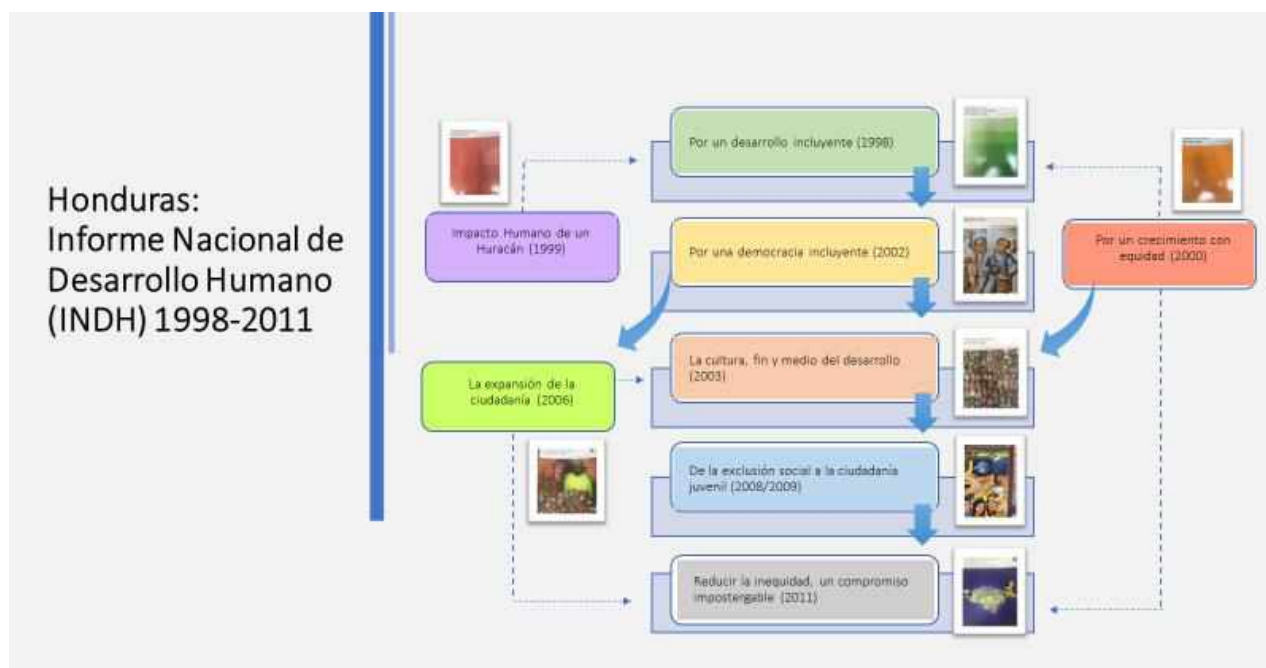 Honduras:
Informe Nacional de
Desarrollo Humano
(INDH) 1998-2011
Por un desarrollo incluyente (1998)
Impacto Humano de un
Huracán (1999)
Por una democracia incluyente (2002)
Por un crecimiento con
equidad (2000)
La cultura, fin y medio del desarrollo
(2003)
La expansión de la
ciudadanía (2006)
De la exclusión social a la ciudadanía
juvenil (2008/2009)
Reducir la inequidad, un compromiso
impostergable (2011)